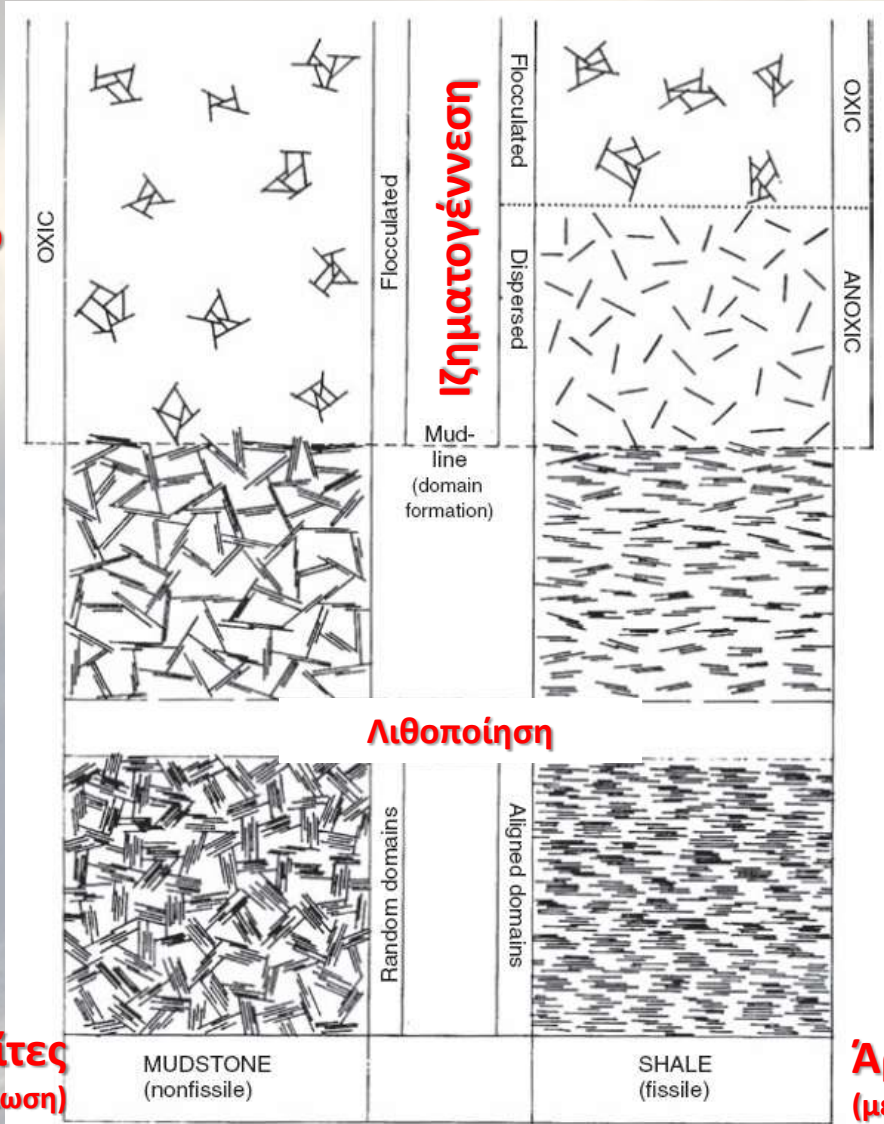 OXIC
Flocculated
Ιζηματογέννεση
Flocculated
Dispersed
OXIC
ANOXIC
Mud-
line
(domain
formation)
Λιθοποίηση
Random domains
Aligned domains
MUDSTONE
(nonfissile)
SHALE
(fissile)